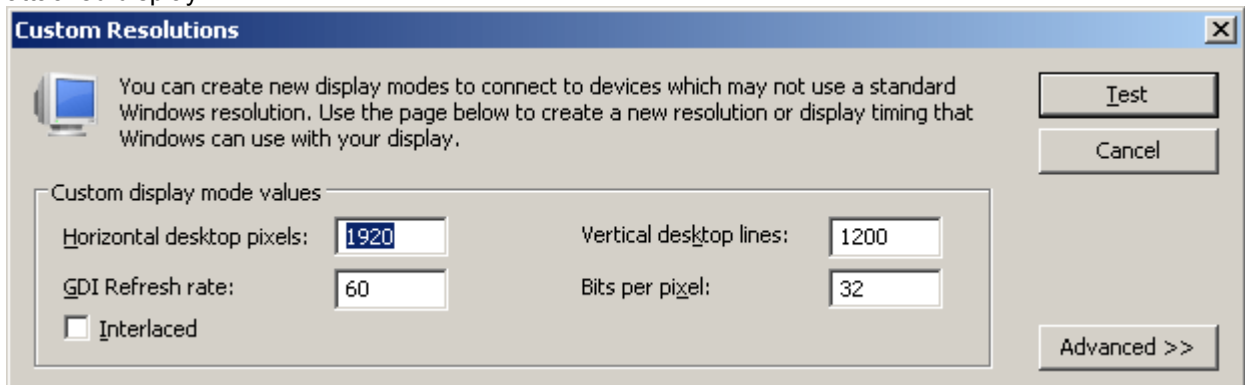 Custom Resolutions
You can create new display modes to connect to devices which may not use a standard
Windows resolution. Use the page below to create a new resolution or display timing that
Windows can use with your display.
Test
Cancel
Custom display mode values
Horizontal desktop pixels: 1920 Vertical desktop lines: 1200
GDI Refresh rate: 60 Bits per pixel: 32
Interlaced
Advanced >>